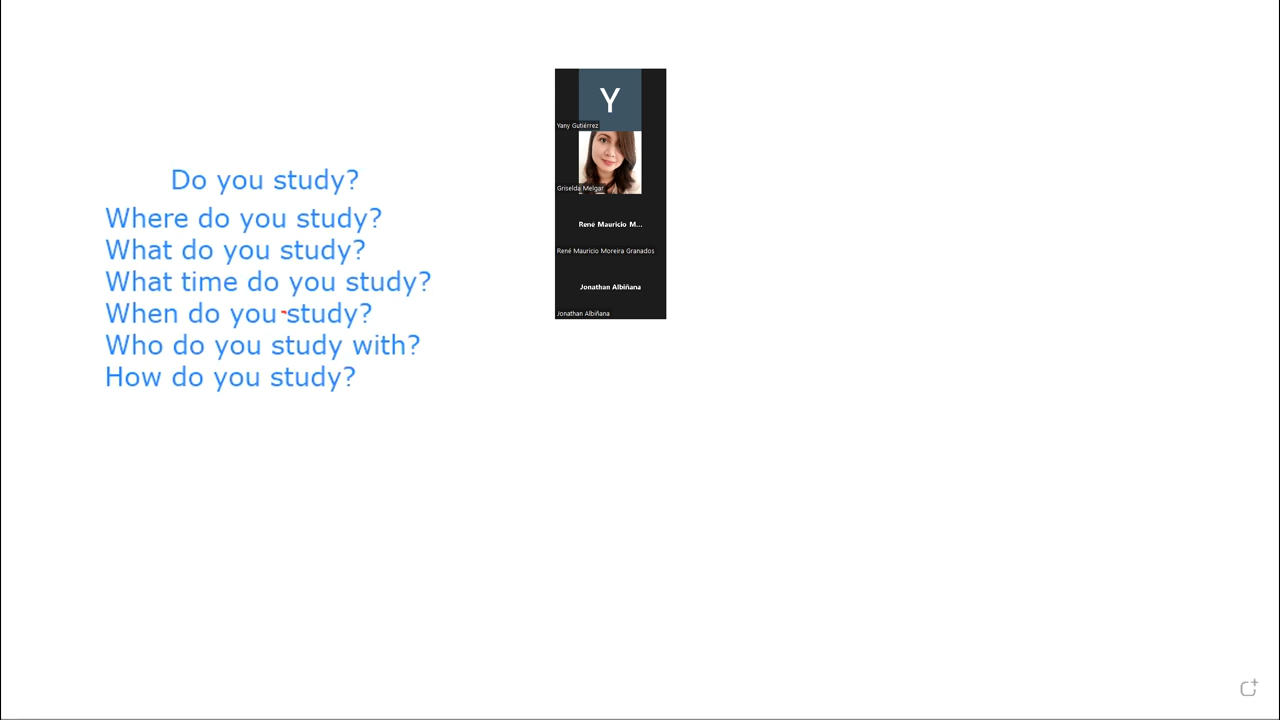 Do you study?
Where do you study?
What do you study?
What time do you study?
When do you study?
Who do you study with?
How do you study?
Y
Yany Gutiérrez
Griselda Melgar
René Mauricio M...
René Mauricio Moreira Granados
Jonathan Albiñana
Jonathan Albiñana